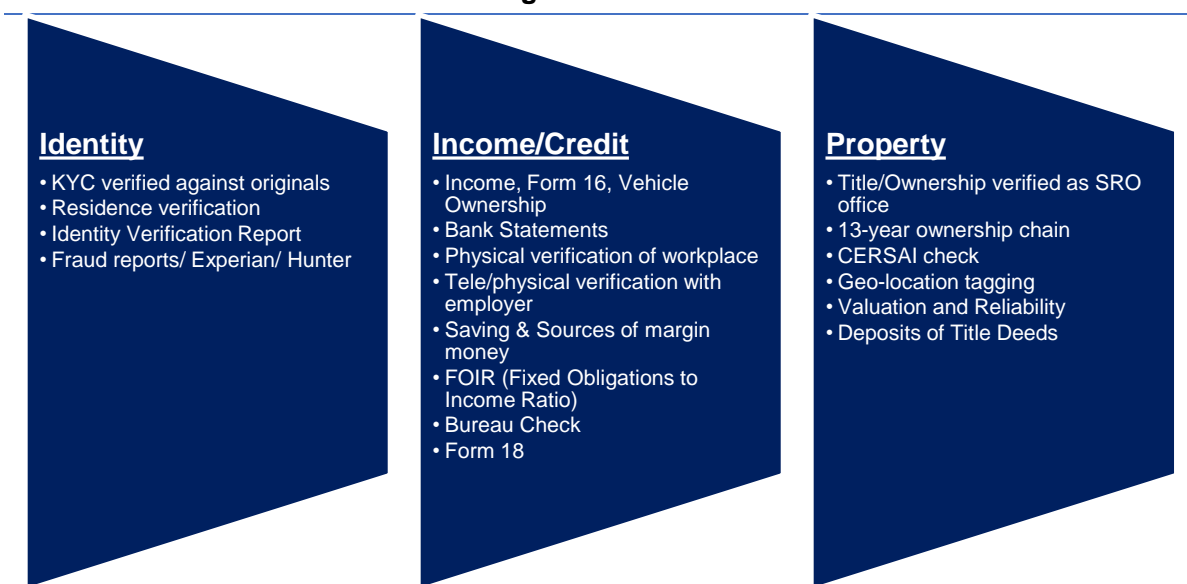 Identity
• KYC verified against originals
• Residence verification
• Identity Verification Report
• Fraud reports/ Experian/ Hunter
Income/Credit
• Income, Form 16, Vehicle
Ownership
• Bank Statements
• Physical verification of workplace
• Tele/physical verification with
employer
• Saving & Sources of margin
money
• FOIR (Fixed Obligations to
Income Ratio)
• Bureau Check
• Form 18
Property
• Title/Ownership verified as SRO
office
• 13-year ownership chain
• CERSAI check
• Geo-location tagging
• Valuation and Reliability
• Deposits of Title Deeds